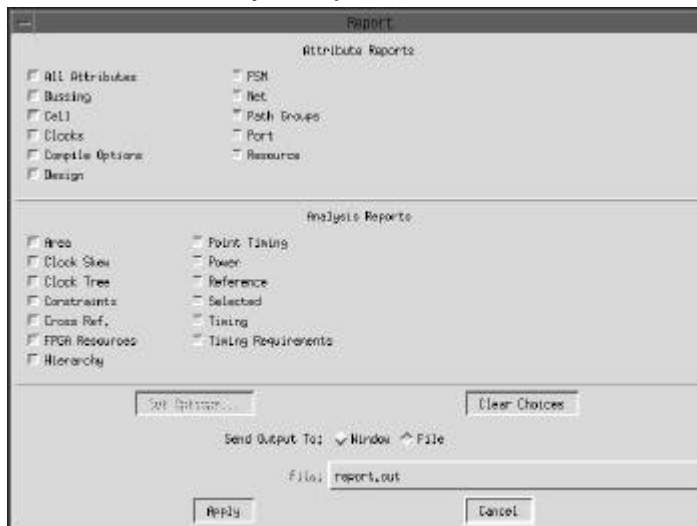 Report
Attribute Reports
All Attributes
Bussing
Cell
Clocks
Compile Options
Design
FSM
Net
Path Groups
Port
Resource
Analysis Reports
Area
Clock Skew
Clock Tree
Constraints
Cross Ref.
FPGA Resources
Hierarchy
Point Timing
Power
Reference
Selected
Timing
Timing Requirements
Set Options...
Clear Choices
Send Output To: Window File
File: report.out
Apply
Cancel